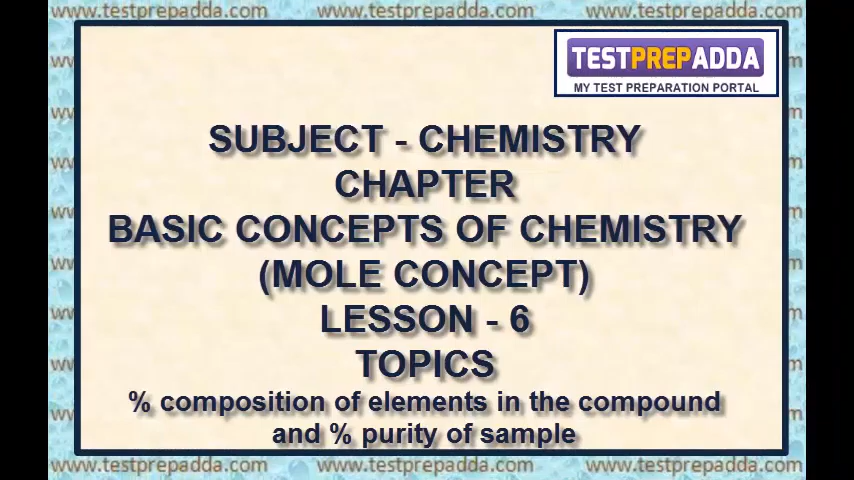 www.testprepadda.com www.testprepadda.com www.testprepadda.com
TESTPREPADDA
MY TEST PREPARATION PORTAL
SUBJECT - CHEMISTRY
CHAPTER
BASIC CONCEPTS OF CHEMISTRY
(MOLE CONCEPT)
LESSON - 6
TOPICS
% composition of elements in the compound
and % purity of sample
www.testprepadda.com www.testprepadda.com www.testprepadda.com